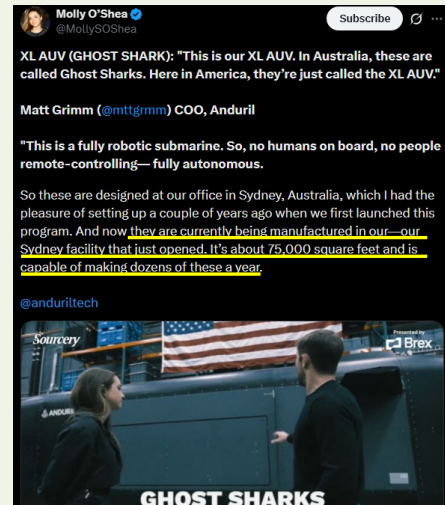 Molly O'Shea
@MollySOShea
Subscribe
XL AUV (GHOST SHARK): "This is our XL AUV. In Australia, these are
called Ghost Sharks. Here in America, they're just called the XL AUV."
Matt Grimm (@mttgrmm) COO, Anduril
"This is a fully robotic submarine. So, no humans on board, no people
remote-controlling— fully autonomous.
So these are designed at our office in Sydney, Australia, which I had the
pleasure of setting up a couple of years ago when we first launched this
program. And now they are currently being manufactured in our—our
Sydney facility that just opened. It's about 75,000 square feet and is
capable of making dozens of these a year.
@anduriltech
Sourcery
Presented by
Brex
ANDURIL
GHOST SHARKS